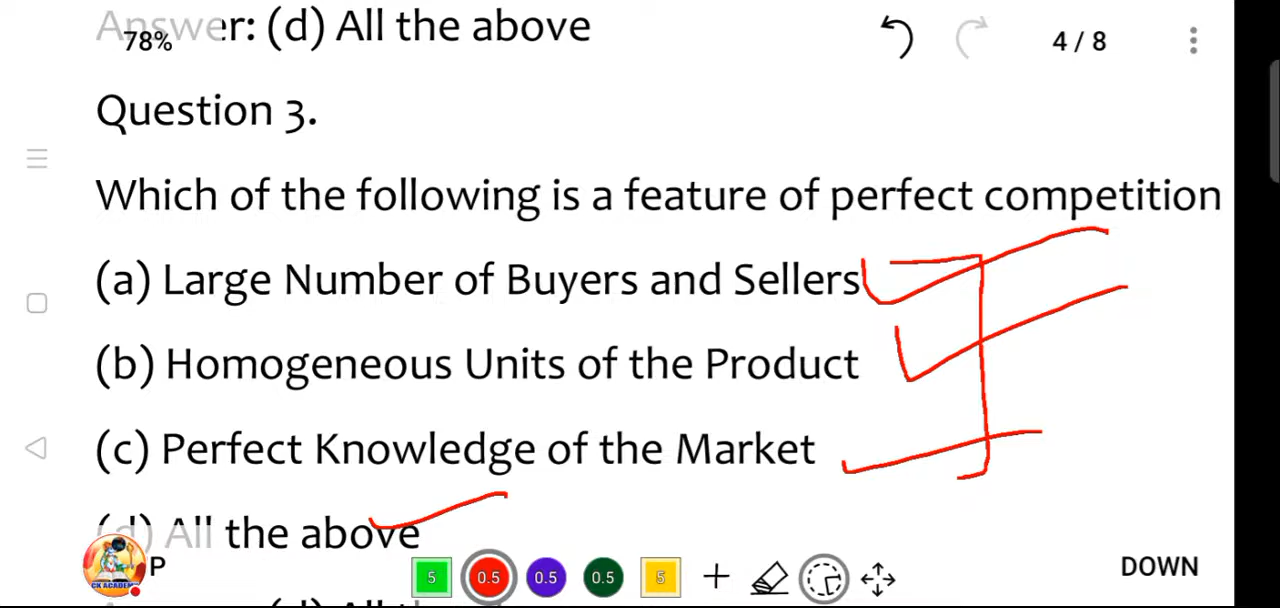 Answer: (d) All the above
78%
4 / 8
Question 3.
Which of the following is a feature of perfect competition
(a) Large Number of Buyers and Sellers
(b) Homogeneous Units of the Product
(c) Perfect Knowledge of the Market
(d) All the above
CK ACADEMY
P
5
0.5
0.5
0.5
5
DOWN